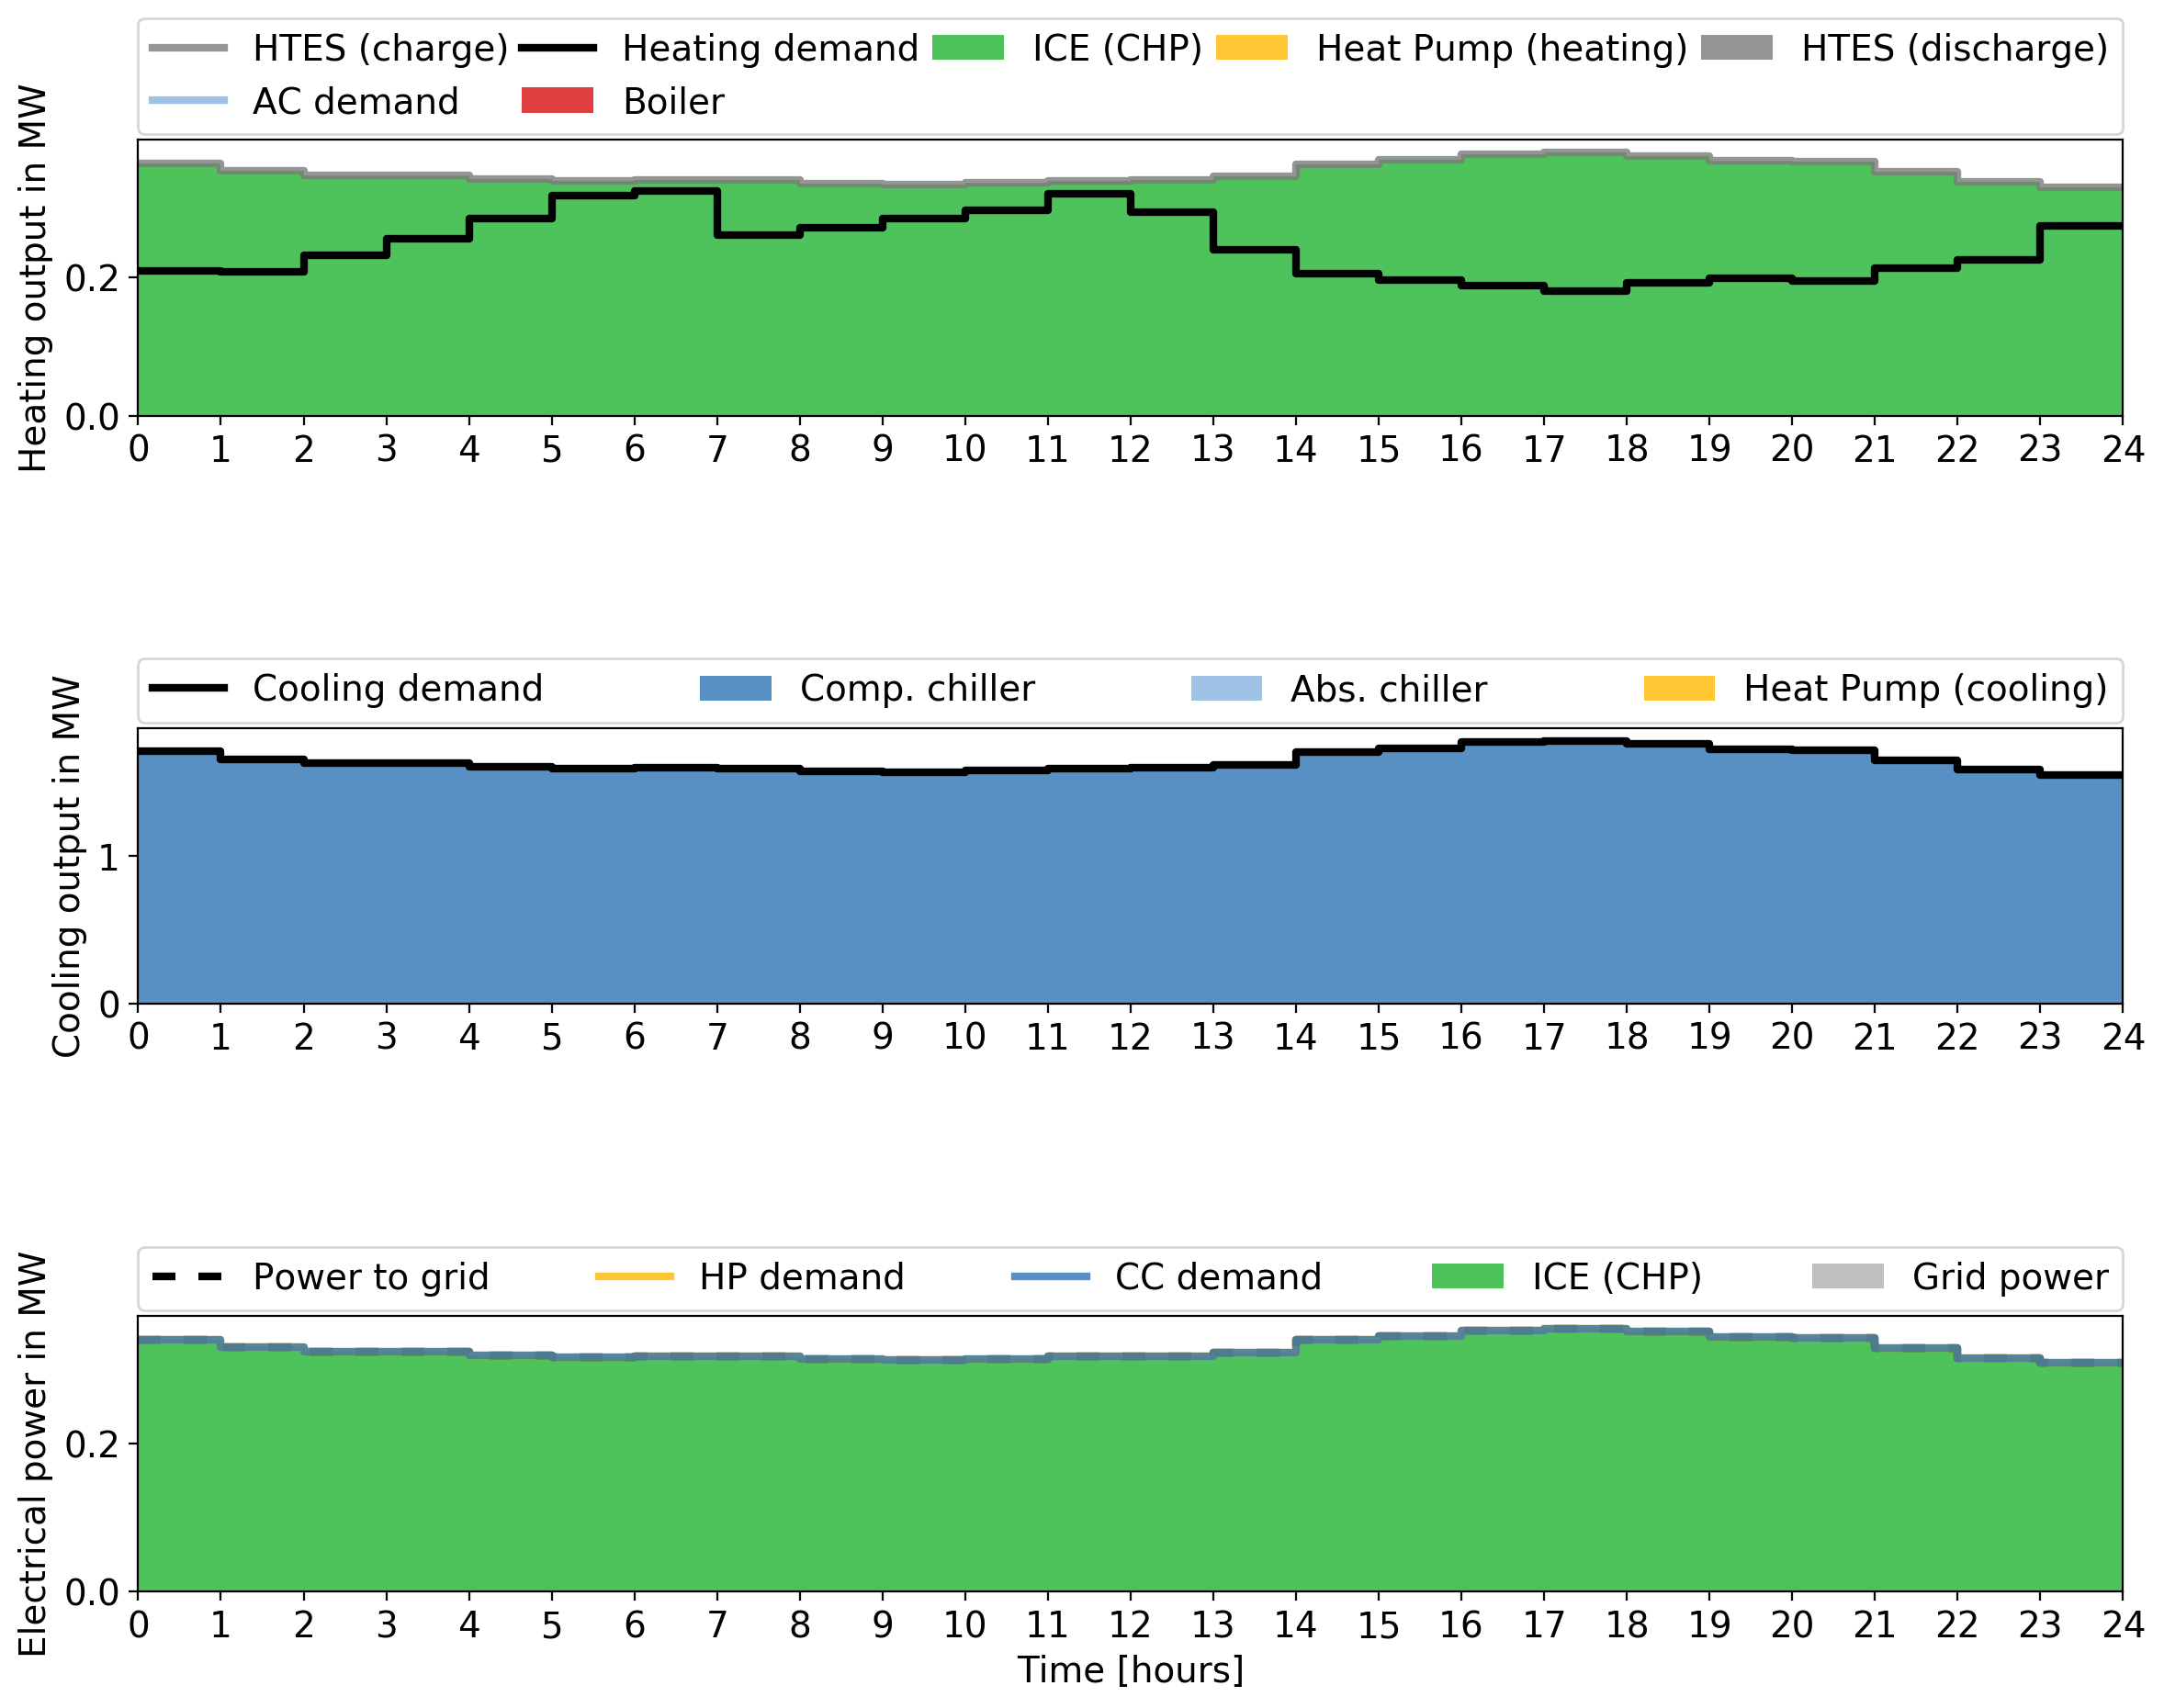 HTES (charge) Heating demand ICE (CHP) Heat Pump (heating) HTES (discharge)
AC demand Boiler
Heating output in MW
0.2
0.0
0 1 2 3 4 5 6 7 8 9 10 11 12 13 14 15 16 17 18 19 20 21 22 23 24
Cooling demand Comp. chiller Abs. chiller Heat Pump (cooling)
Cooling output in MW
1
0
0 1 2 3 4 5 6 7 8 9 10 11 12 13 14 15 16 17 18 19 20 21 22 23 24
Power to grid HP demand CC demand ICE (CHP) Grid power
Electrical power in MW
0.2
0.0
0 1 2 3 4 5 6 7 8 9 10 11 12 13 14 15 16 17 18 19 20 21 22 23 24
Time [hours]